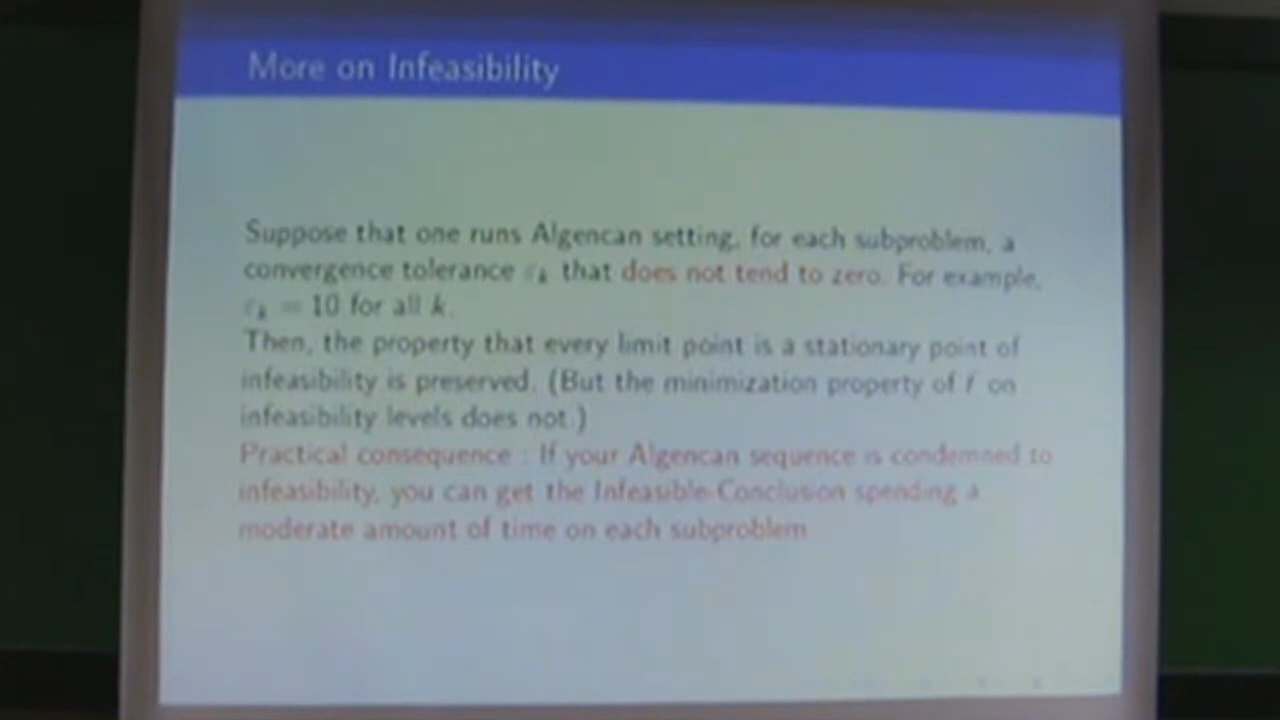 More on Infeasibility
Suppose that one runs Algencan setting, for each subproblem, a
convergence tolerance εₖ that does not tend to zero. For example,
εₖ = 10 for all k.
Then, the property that every limit point is a stationary point of
infeasibility is preserved. (But the minimization property of f on
infeasibility levels does not.)
Practical consequence : If your Algencan sequence is condemned to
infeasibility, you can get the Infeasible-Conclusion spending a
moderate amount of time on each subproblem.